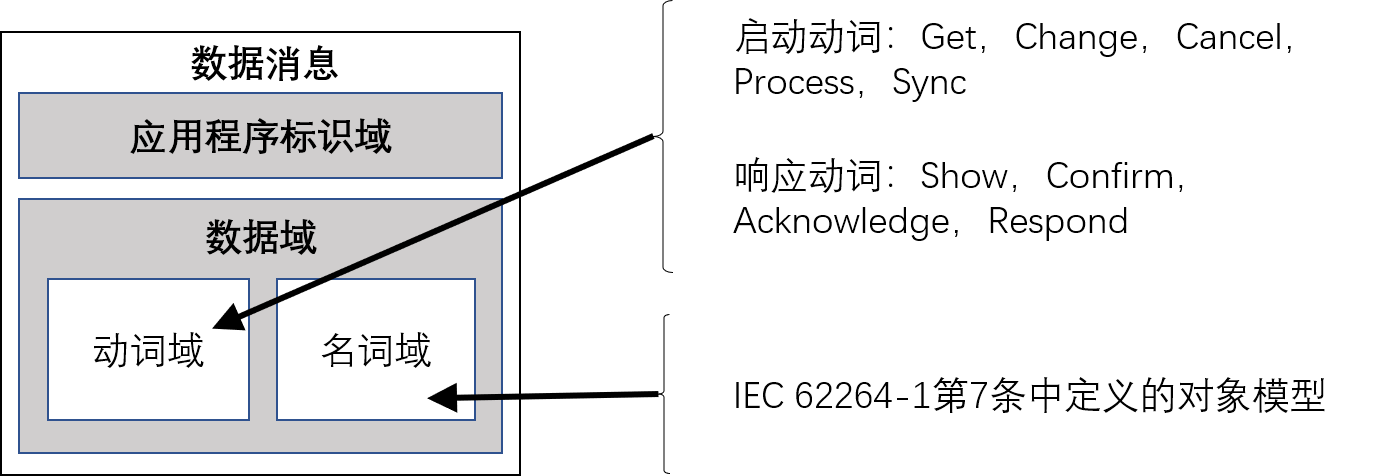 数据消息
应用程序标识域
数据域
动词域
名词域
启动动词：Get，Change，Cancel，
Process，Sync
响应动词：Show，Confirm，
Acknowledge，Respond
IEC 62264-1第7条中定义的对象模型